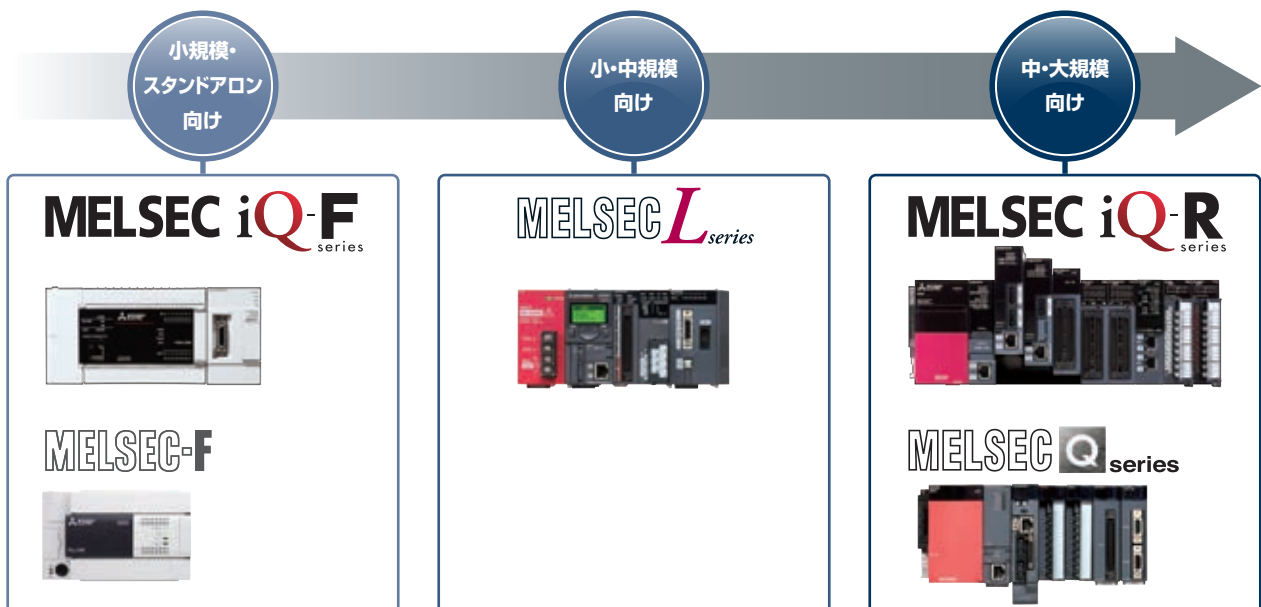 小規模・
スタンドアロン
向け
小・中規模
向け
中・大規模
向け
MELSEC iQ-F
series
MELSEC L series
MELSEC iQ-R
series
MELSEC-F
MELSEC Q series